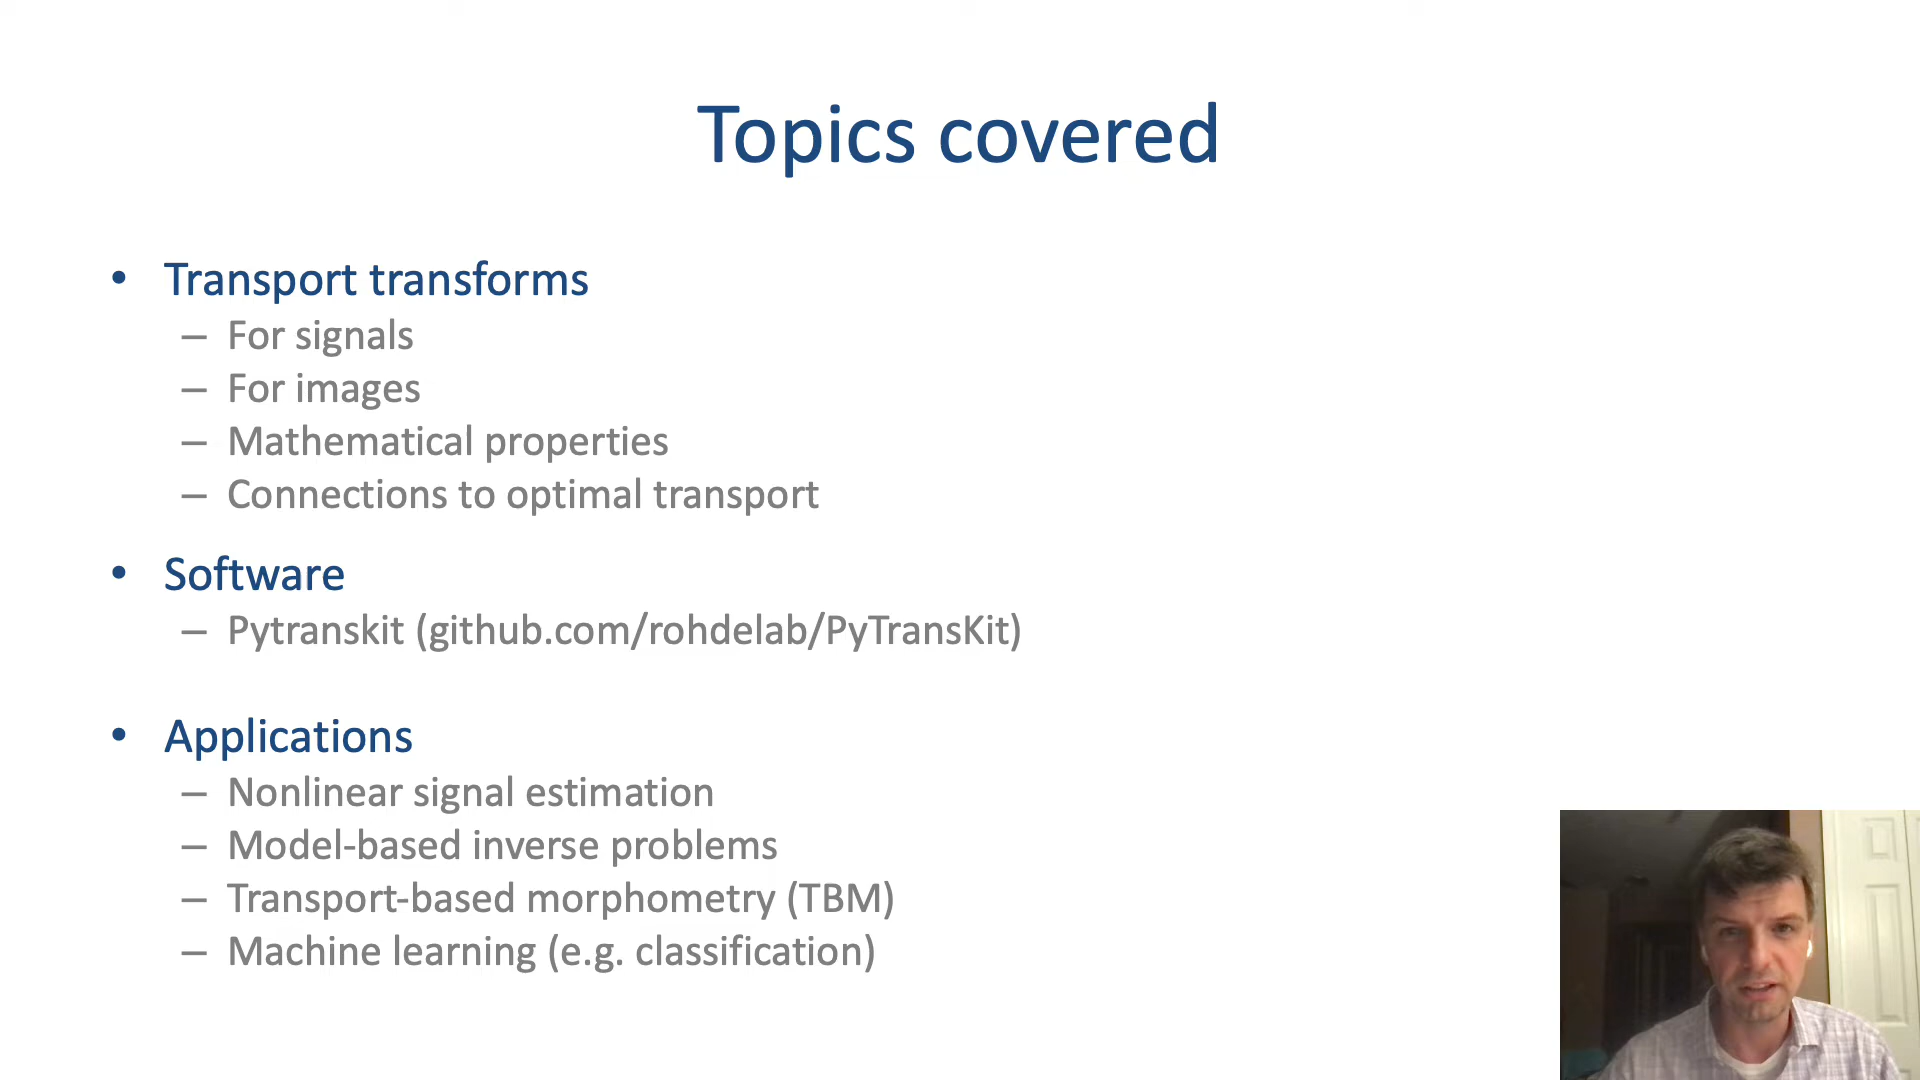 Topics covered
• Transport transforms
– For signals
– For images
– Mathematical properties
– Connections to optimal transport
• Software
– Pytranskit (github.com/rohdelab/PyTransKit)
• Applications
– Nonlinear signal estimation
– Model-based inverse problems
– Transport-based morphometry (TBM)
– Machine learning (e.g. classification)